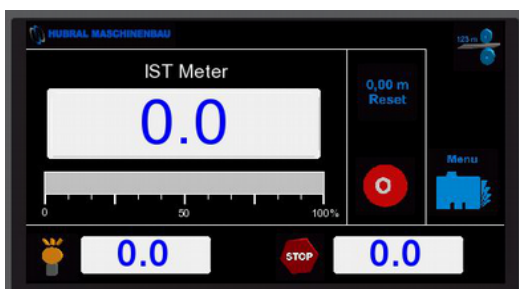 HUBRAL MASCHINENBAU
123 m
IST Meter
0.0
0,00 m
Reset
0
50
100%
Menu
0.0
STOP
0.0